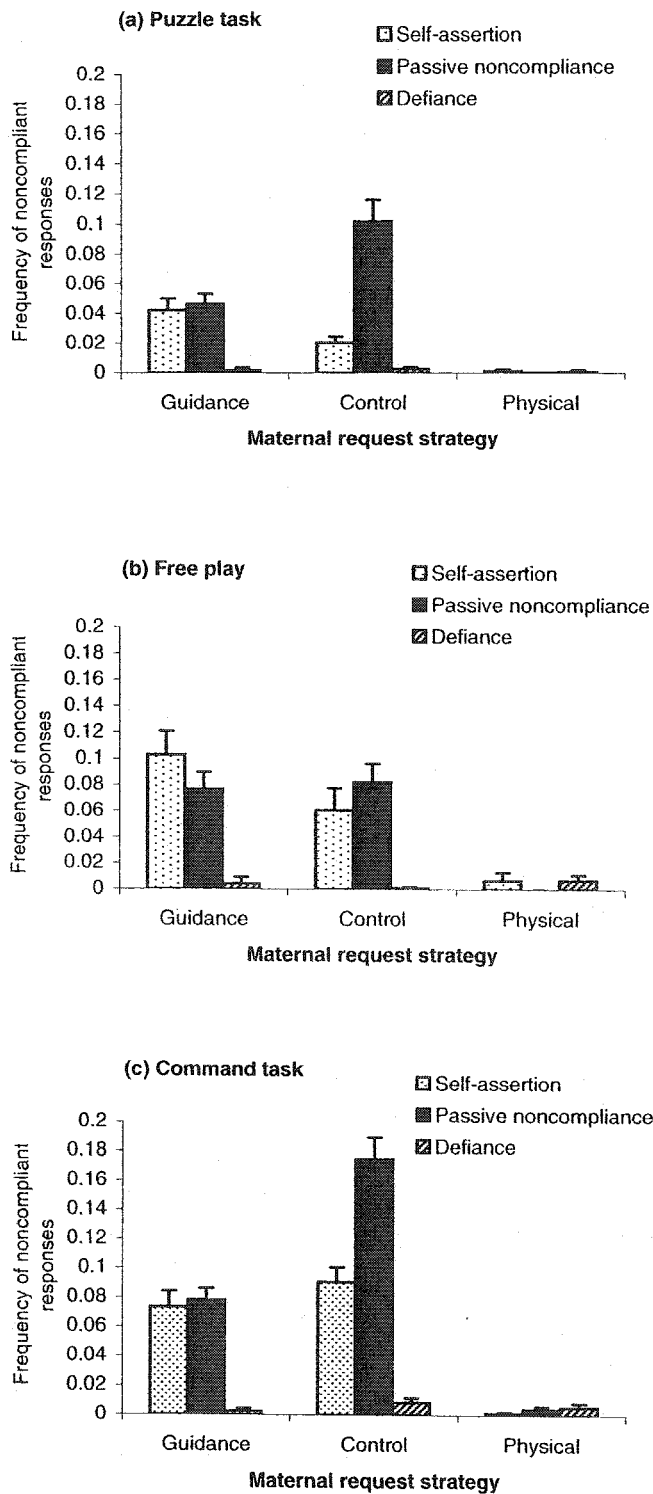 (a) Puzzle task
Self-assertion
Passive noncompliance
Defiance
Frequency of noncompliant
responses
0.2
0.18
0.16
0.14
0.12
0.1
0.08
0.06
0.04
0.02
0
Guidance
Control
Physical
Maternal request strategy
(b) Free play
Self-assertion
Passive noncompliance
Defiance
Frequency of noncompliant
responses
0.2
0.18
0.16
0.14
0.12
0.1
0.08
0.06
0.04
0.02
0
Guidance
Control
Physical
Maternal request strategy
(c) Command task
Self-assertion
Passive noncompliance
Defiance
Frequency of noncompliant
responses
0.2
0.18
0.16
0.14
0.12
0.1
0.08
0.06
0.04
0.02
0
Guidance
Control
Physical
Maternal request strategy